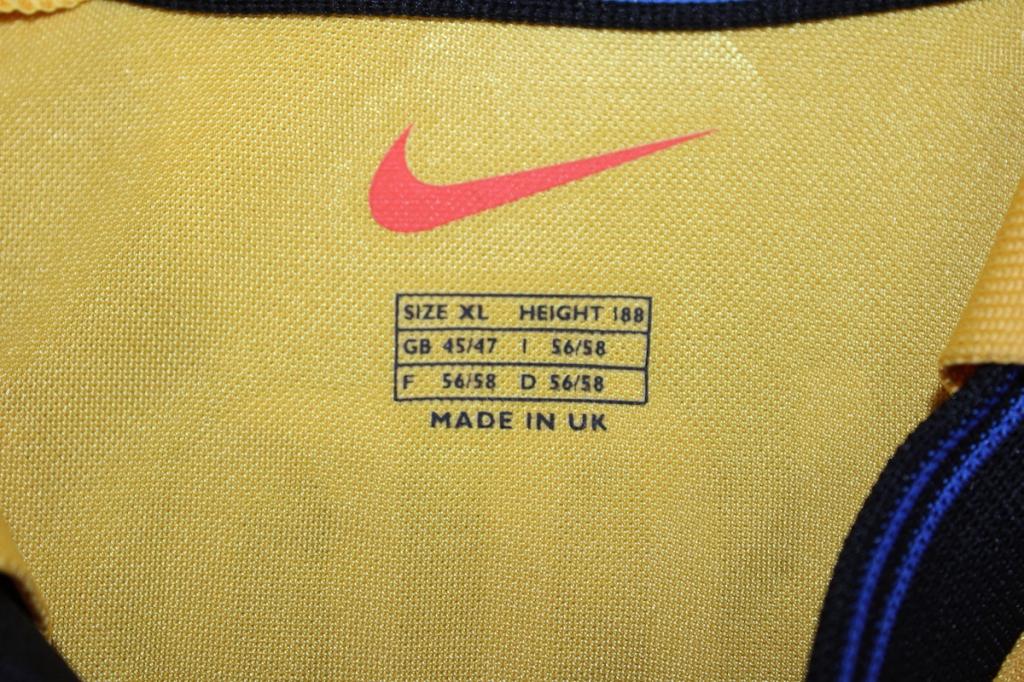 SIZE XL HEIGHT 188
GB 45/47 I 56/58
F 56/58 D 56/58
MADE IN UK